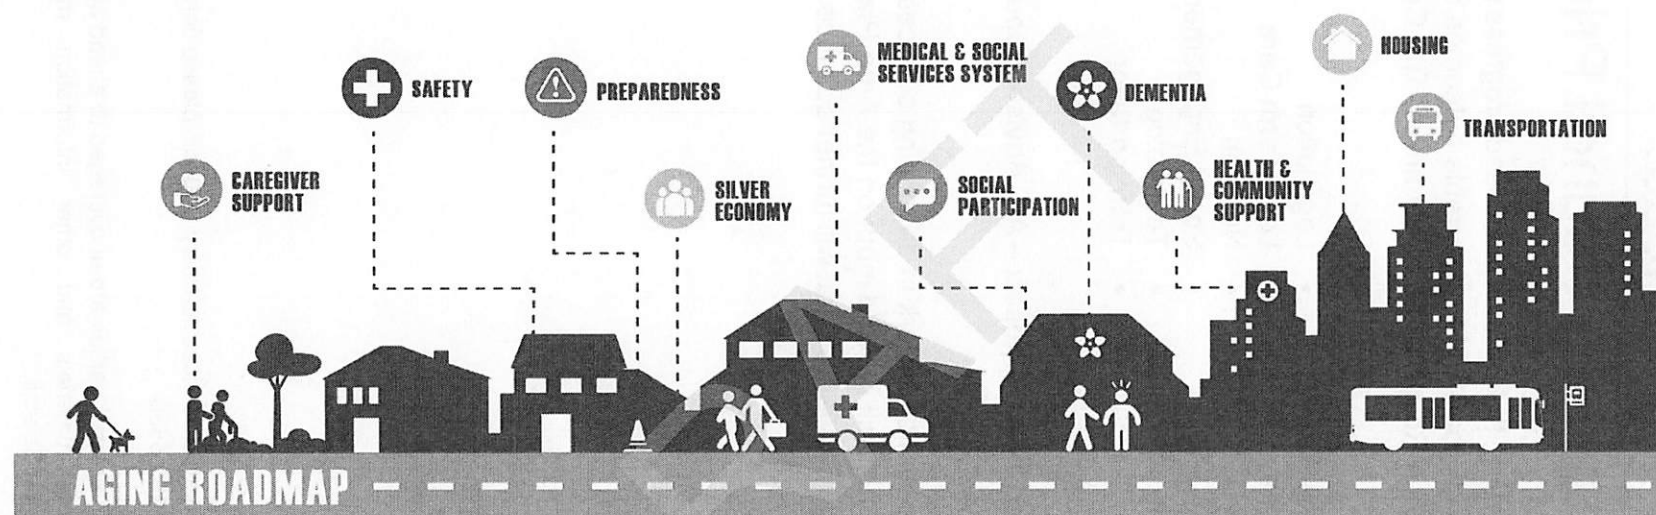 CAREGIVER
SUPPORT
SAFETY
PREPAREDNESS
SILVER
ECONOMY
MEDICAL & SOCIAL
SERVICES SYSTEM
SOCIAL
PARTICIPATION
DEMENTIA
HEALTH &
COMMUNITY
SUPPORT
HOUSING
TRANSPORTATION
DRAFT
AGING ROADMAP